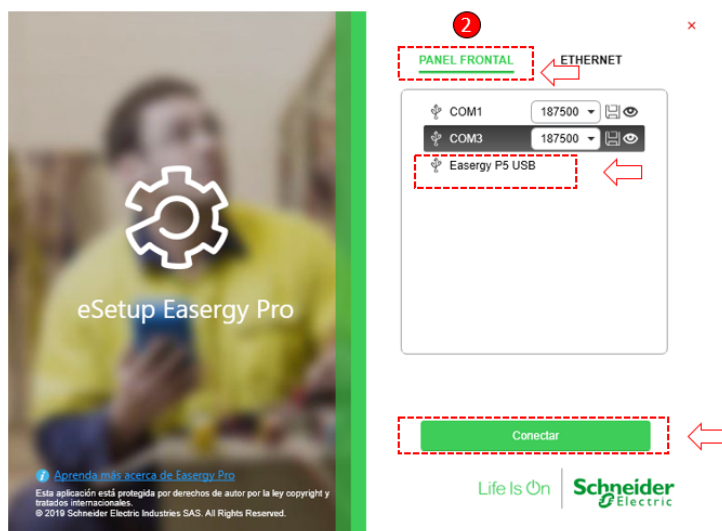 2
×
PANEL FRONTAL
ETHERNET
COM1 187500
COM3 187500
Easergy P5 USB
eSetup Easergy Pro
Conectar
i Aprenda más acerca de Easergy Pro
Esta aplicación está protegida por derechos de autor por la ley copyright y
tratados internacionales.
© 2019 Schneider Electric Industries SAS. All Rights Reserved.
Life Is On
Schneider
Electric